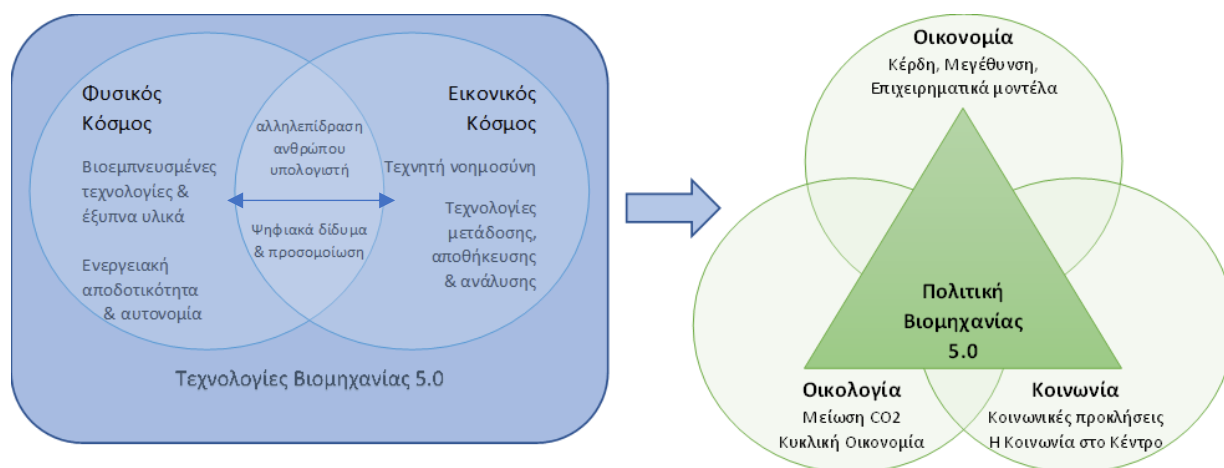 Φυσικός
Κόσμος
Βιοεμπνευσμένες
τεχνολογίες &
έξυπνα υλικά
Ενεργειακή
αποδοτικότητα
& αυτονομία
αλληλεπίδραση
ανθρώπου
υπολογιστή
Ψηφιακά δίδυμα
& προσομοίωση
Εικονικός
Κόσμος
Τεχνητή νοημοσύνη
Τεχνολογίες
μετάδοσης,
αποθήκευσης
& ανάλυσης
Τεχνολογίες Βιομηχανίας 5.0
Οικονομία
Κέρδη, Μεγέθυνση,
Επιχειρηματικά μοντέλα
Πολιτική
Βιομηχανίας
5.0
Οικολογία
Μείωση CO2
Κυκλική Οικονομία
Κοινωνία
Κοινωνικές προκλήσεις
Η Κοινωνία στο Κέντρο